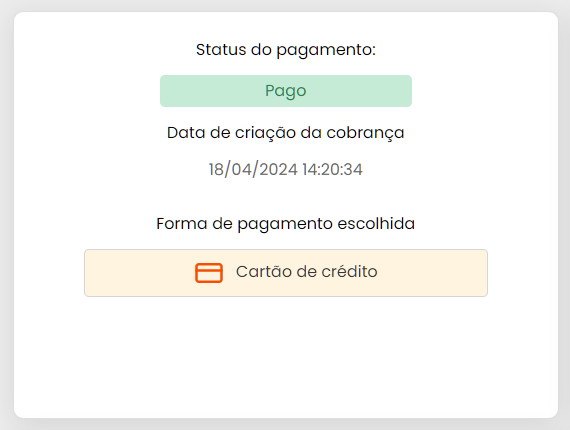 Status do pagamento:
Pago
Data de criação da cobrança
18/04/2024 14:20:34
Forma de pagamento escolhida
Cartão de crédito